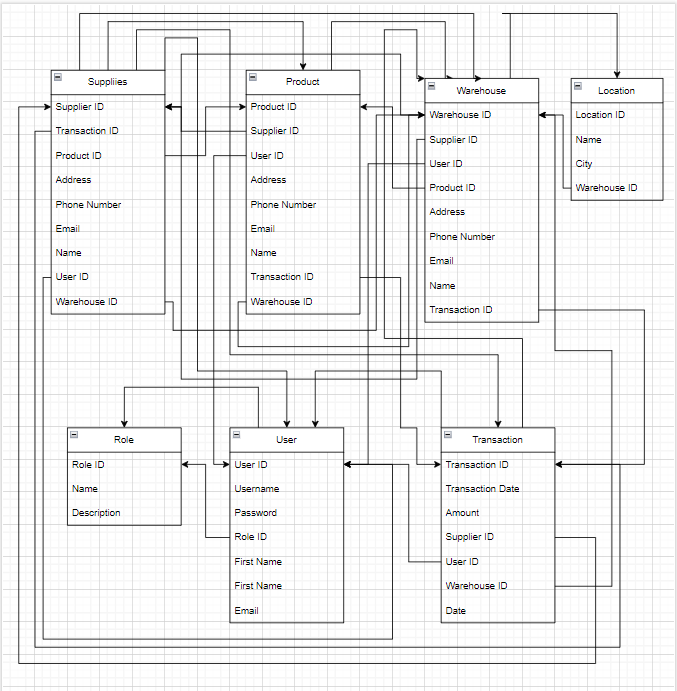 Suppliies
Supplier ID
Transaction ID
Product ID
Address
Phone Number
Email
Name
User ID
Warehouse ID
Product
Product ID
Supplier ID
User ID
Address
Phone Number
Email
Name
Transaction ID
Warehouse ID
Warehouse
Warehouse ID
Supplier ID
User ID
Product ID
Address
Phone Number
Email
Name
Transaction ID
Location
Location ID
Name
City
Warehouse ID
Role
Role ID
Name
Description
User
User ID
Username
Password
Role ID
First Name
First Name
Email
Transaction
Transaction ID
Transaction Date
Amount
Supplier ID
User ID
Warehouse ID
Date